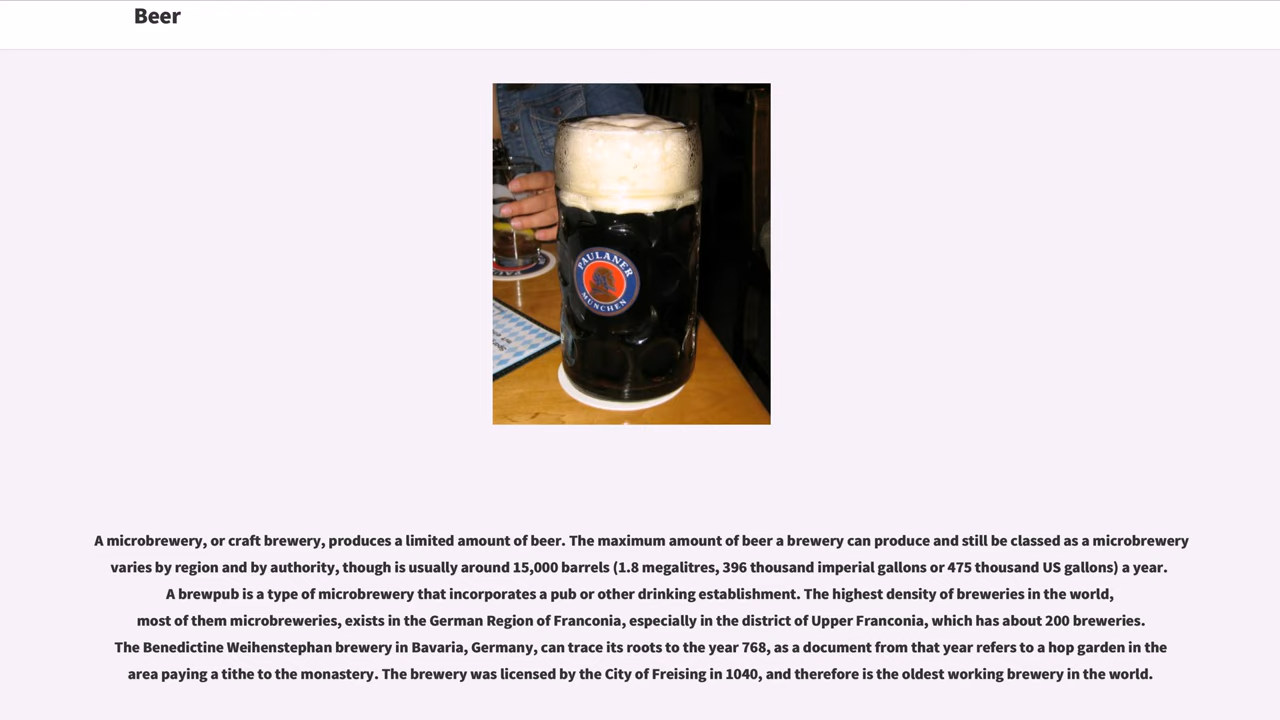 Beer
PAULANER
MÜNCHEN
A microbrewery, or craft brewery, produces a limited amount of beer. The maximum amount of beer a brewery can produce and still be classed as a microbrewery
varies by region and by authority, though is usually around 15,000 barrels (1.8 megalitres, 396 thousand imperial gallons or 475 thousand US gallons) a year.
A brewpub is a type of microbrewery that incorporates a pub or other drinking establishment. The highest density of breweries in the world,
most of them microbreweries, exists in the German Region of Franconia, especially in the district of Upper Franconia, which has about 200 breweries.
The Benedictine Weihenstephan brewery in Bavaria, Germany, can trace its roots to the year 768, as a document from that year refers to a hop garden in the
area paying a tithe to the monastery. The brewery was licensed by the City of Freising in 1040, and therefore is the oldest working brewery in the world.